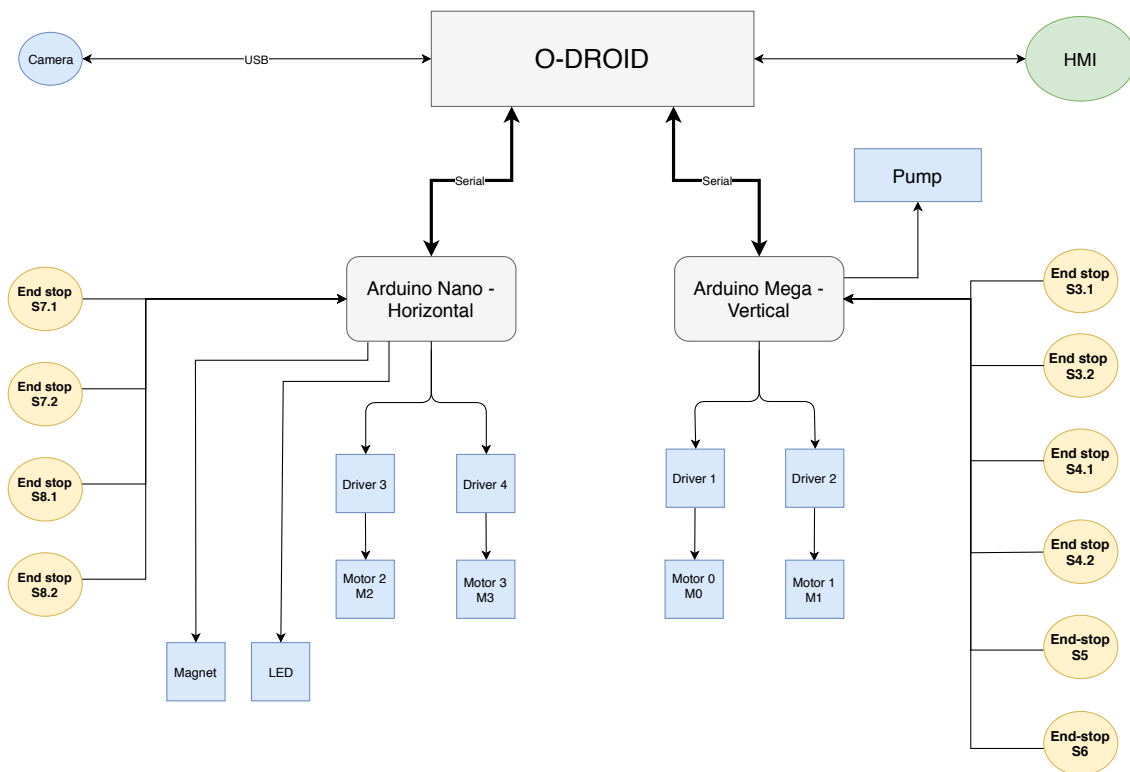 Camera
USB
O-DROID
HMI
Serial
Serial
Pump
Arduino Nano -
Horizontal
Arduino Mega -
Vertical
End stop
S7.1
End stop
S7.2
End stop
S8.1
End stop
S8.2
End stop
S3.1
End stop
S3.2
End stop
S4.1
End stop
S4.2
End-stop
S5
End-stop
S6
Driver 3
Driver 4
Driver 1
Driver 2
Motor 2
M2
Motor 3
M3
Motor 0
M0
Motor 1
M1
Magnet
LED